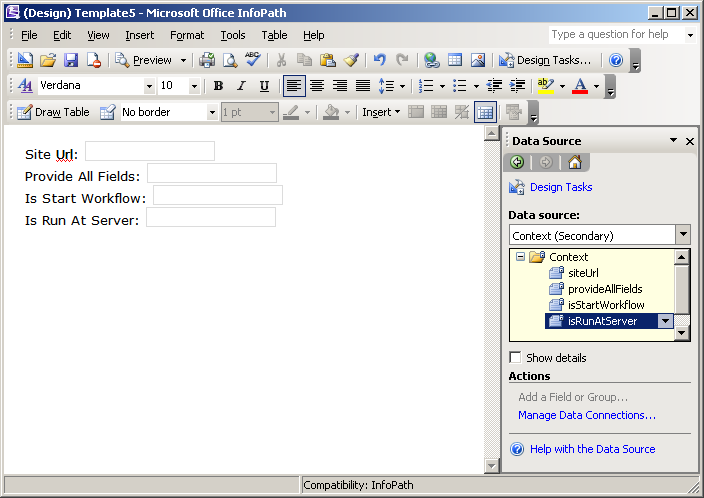 (Design) Template5 - Microsoft Office InfoPath
File Edit View Insert Format Tools Table Help Type a question for help
Preview ABC Design Tasks...
Verdana 10 B I U ab A
Draw Table No border 1 pt Insert
Site Url:
Provide All Fields:
Is Start Workflow:
Is Run At Server:
Data Source
Design Tasks
Data source:
Context (Secondary)
Context
siteUrl
provideAllFields
isStartWorkflow
isRunAtServer
Show details
Actions
Add a Field or Group...
Manage Data Connections...
Help with the Data Source
Compatibility: InfoPath